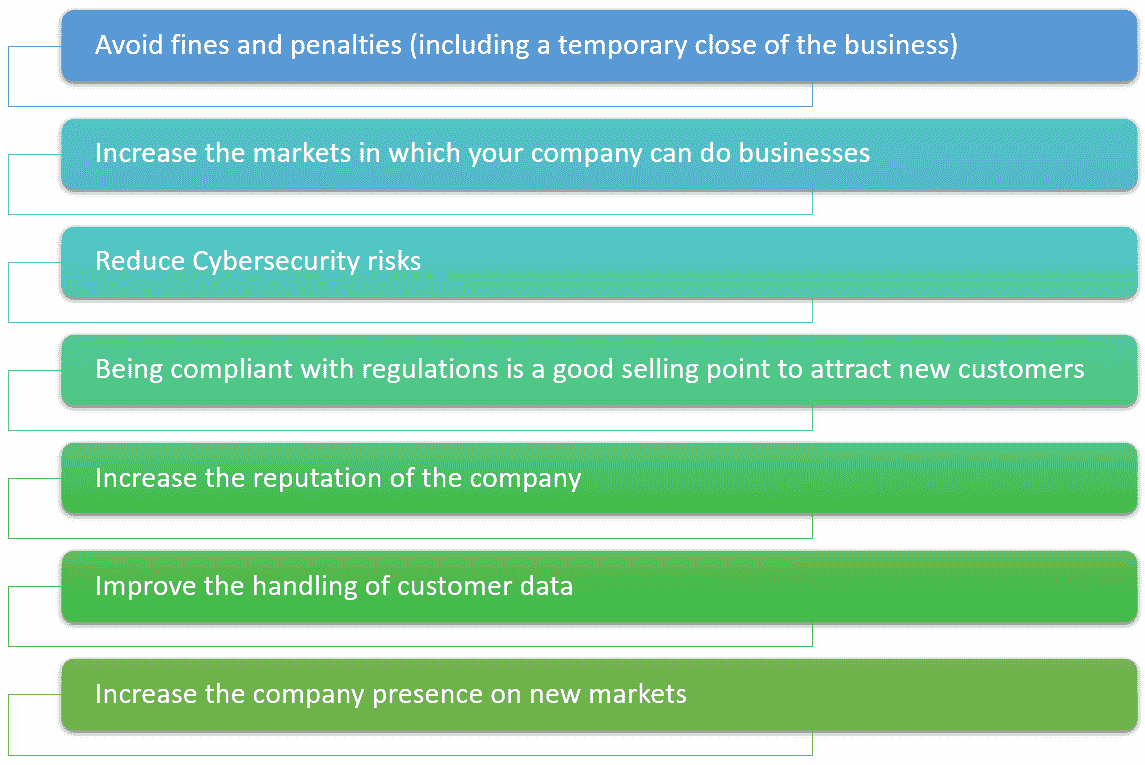 Avoid fines and penalties (including a temporary close of the business)
Increase the markets in which your company can do businesses
Reduce Cybersecurity risks
Being compliant with regulations is a good selling point to attract new customers
Increase the reputation of the company
Improve the handling of customer data
Increase the company presence on new markets